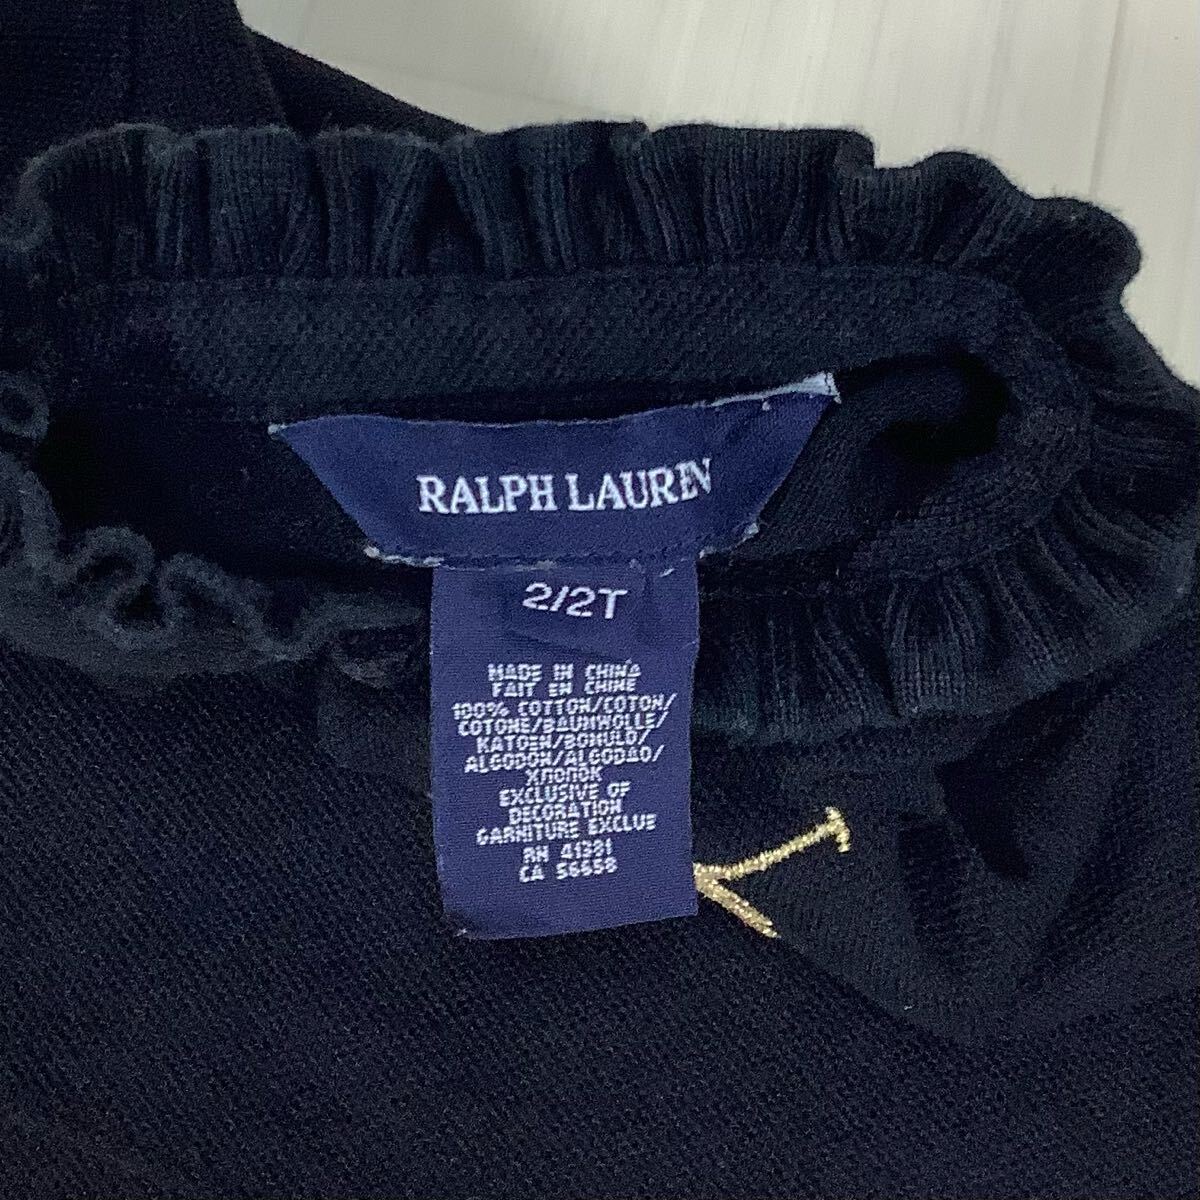 RALPH LAUREN
2/2T
MADE IN CHINA
FAIT EN CHINE
100% COTTON/COTON/
COTONE/BAUMWOLLE/
KATOEN/BOMULD/
ALGODON/ALGODÃO/
ХЛОПОК
EXCLUSIVE OF
DECORATION
GARNITURE EXCLUE
RN 41381
CA 56658